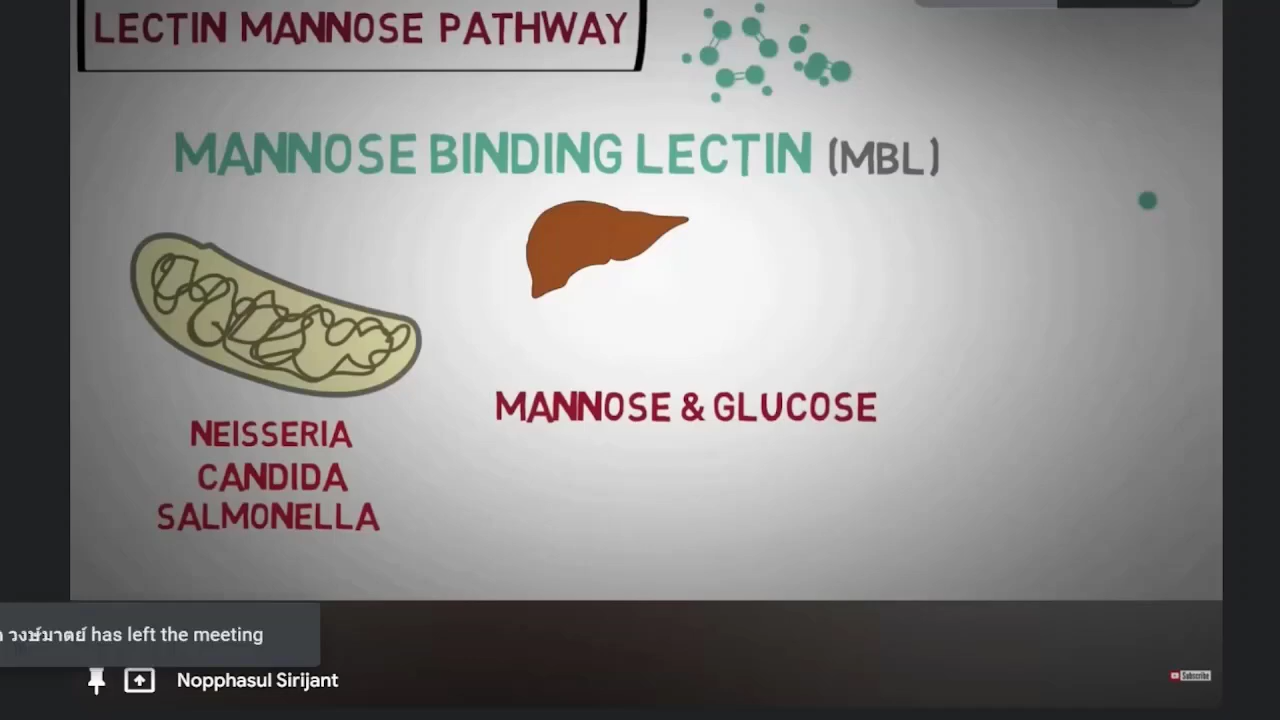 LECTIN MANNOSE PATHWAY
MANNOSE BINDING LECTIN (MBL)
MANNOSE & GLUCOSE
NEISSERIA
CANDIDA
SALMONELLA
วงษ์มาตย์ has left the meeting
Nopphasul Sirijant
Subscribe